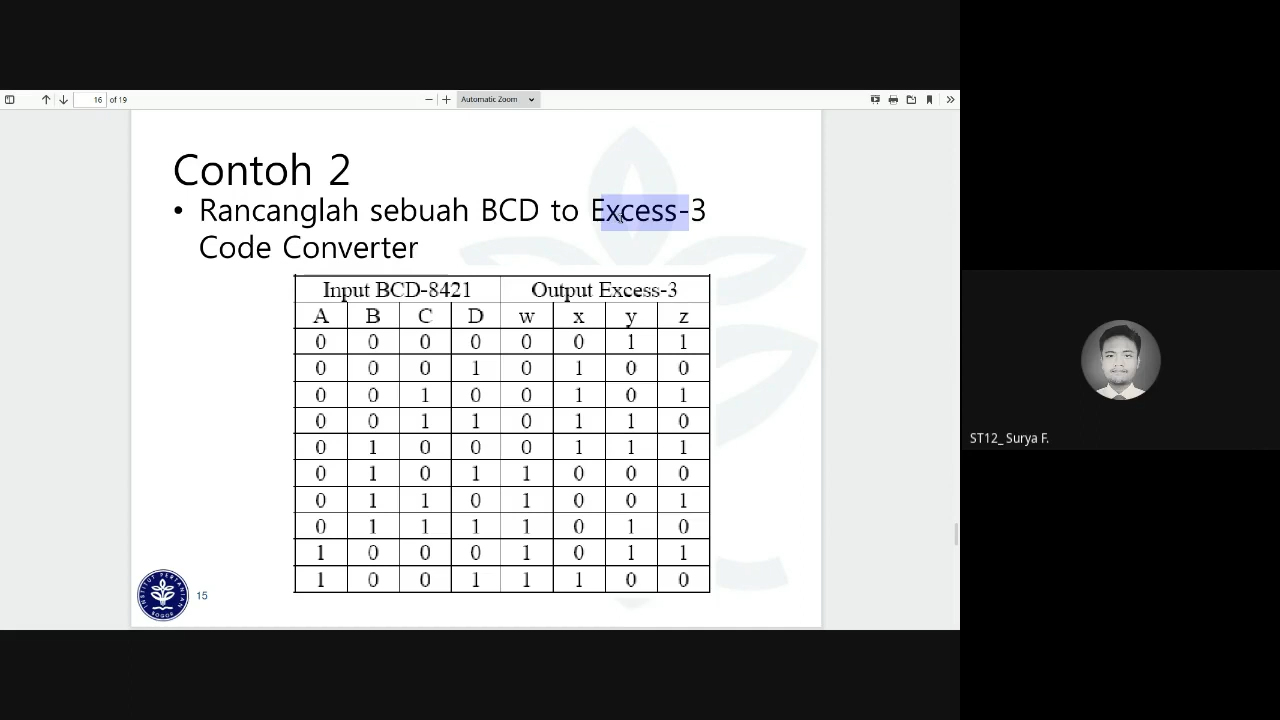 16 of 19
Automatic Zoom
Contoh 2
• Rancanglah sebuah BCD to Excess-3
Code Converter
Input BCD-8421 Output Excess-3
A B C D w x y z
0 0 0 0 0 0 1 1
0 0 0 1 0 1 0 0
0 0 1 0 0 1 0 1
0 0 1 1 0 1 1 0
0 1 0 0 0 1 1 1
0 1 0 1 1 0 0 0
0 1 1 0 1 0 0 1
0 1 1 1 1 0 1 0
1 0 0 0 1 0 1 1
1 0 0 1 1 1 0 0
INSTITUT PERTANIAN
BOGOR
15
ST12_ Surya F.